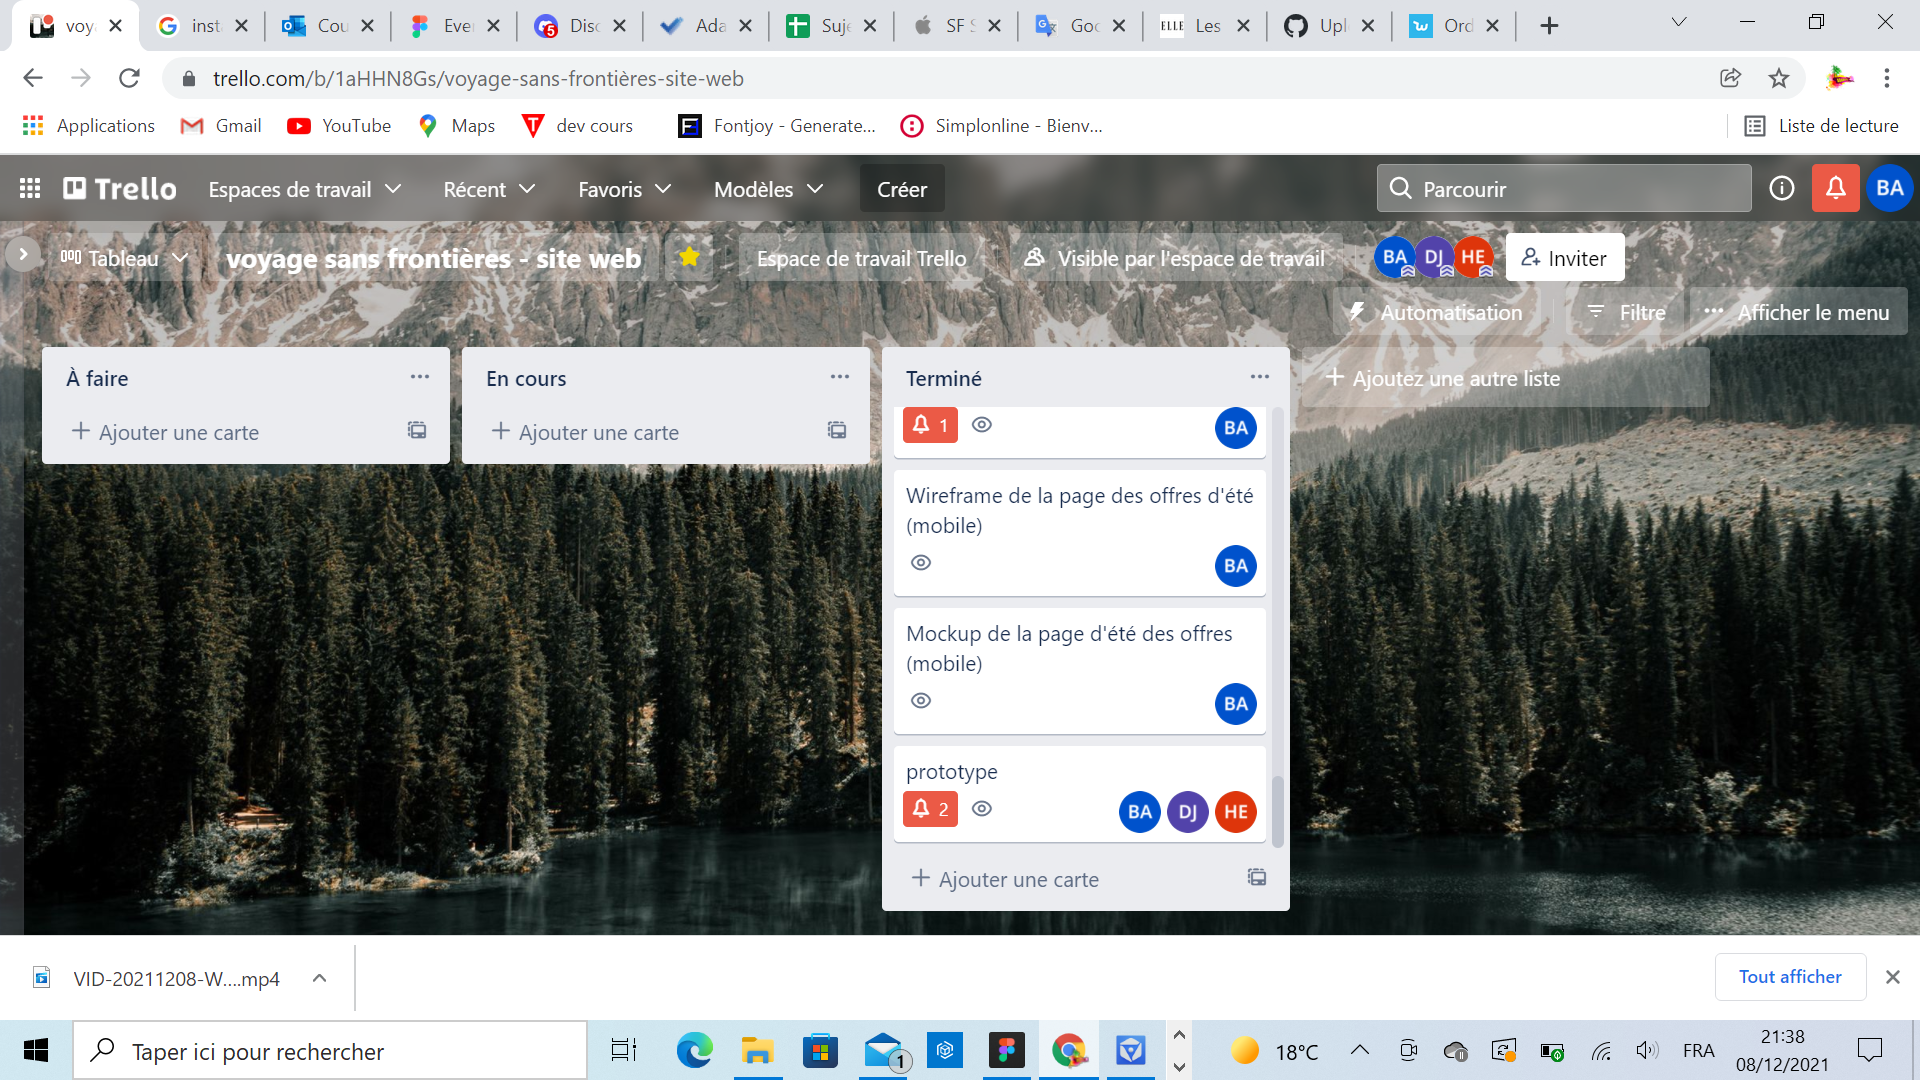 voya
inst
Cou
Ever
Disc
Ada
Suje
SF S
Goo
ELLE Les
Upl
Ord
trello.com/b/1aHHN8Gs/voyage-sans-frontières-site-web
Applications
Gmail
YouTube
Maps
dev cours
Fontjoy - Generate...
Simplonline - Bienv...
Liste de lecture
Trello
Espaces de travail
Récent
Favoris
Modèles
Créer
Parcourir
BA
Tableau
voyage sans frontières - site web
Espace de travail Trello
Visible par l'espace de travail
BA DJ HE
Inviter
Automatisation
Filtre
Afficher le menu
À faire
Ajouter une carte
En cours
Ajouter une carte
Terminé
1
BA
Wireframe de la page des offres d'été
(mobile)
BA
Mockup de la page d'été des offres
(mobile)
BA
prototype
2
BA DJ HE
Ajouter une carte
Ajoutez une autre liste
VID-20211208-W....mp4
Tout afficher
Taper ici pour rechercher
1
18°C
FRA
21:38
08/12/2021